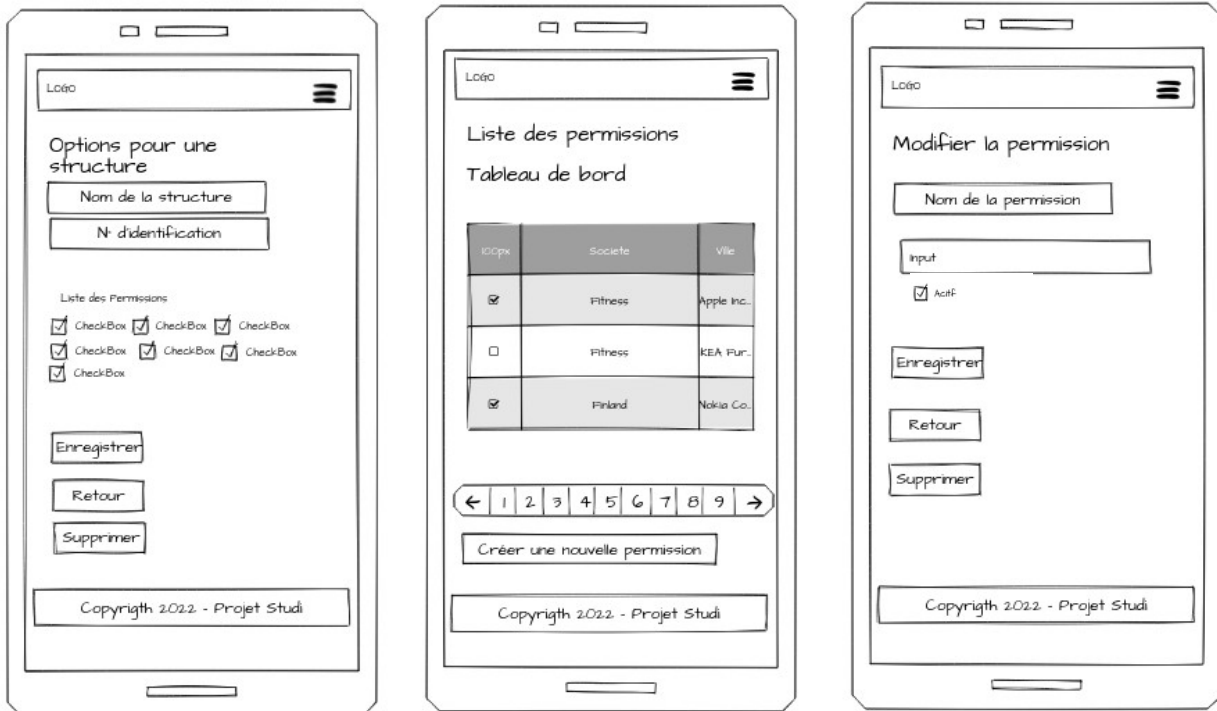 LOGO
Options pour une
structure
Nom de la structure
N° d'identification
Liste des Permissions
CheckBox CheckBox CheckBox
CheckBox CheckBox CheckBox
CheckBox
Enregistrer
Retour
Supprimer
Copyrigth 2022 - Projet Studi
LOGO
Liste des permissions
Tableau de bord
100px Societe Ville
Fitness Apple Inc...
Fitness KEA Fur...
Finland Nokia Co...
← 1 2 3 4 5 6 7 8 9 →
Créer une nouvelle permission
Copyrigth 2022 - Projet Studi
LOGO
Modifier la permission
Nom de la permission
Input
Acitf
Enregistrer
Retour
Supprimer
Copyrigth 2022 - Projet Studi